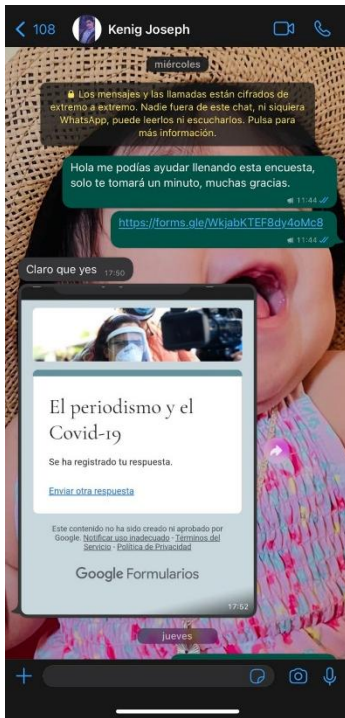 108
Kenig Joseph
miércoles
Los mensajes y las llamadas están cifrados de
extremo a extremo. Nadie fuera de este chat, ni siquiera
WhatsApp, puede leerlos ni escucharlos. Pulsa para
más información.
Hola me podías ayudar llenando esta encuesta,
solo te tomará un minuto, muchas gracias.
11:44
https://forms.gle/WkjabKTEF8dy4oMc8
11:44
Claro que yes 17:50
El periodismo y el
Covid-19
Se ha registrado tu respuesta.
Enviar otra respuesta
Este contenido no ha sido creado ni aprobado por
Google. Notificar uso inadecuado - Términos del
Servicio - Política de Privacidad
Google Formularios
17:52
jueves